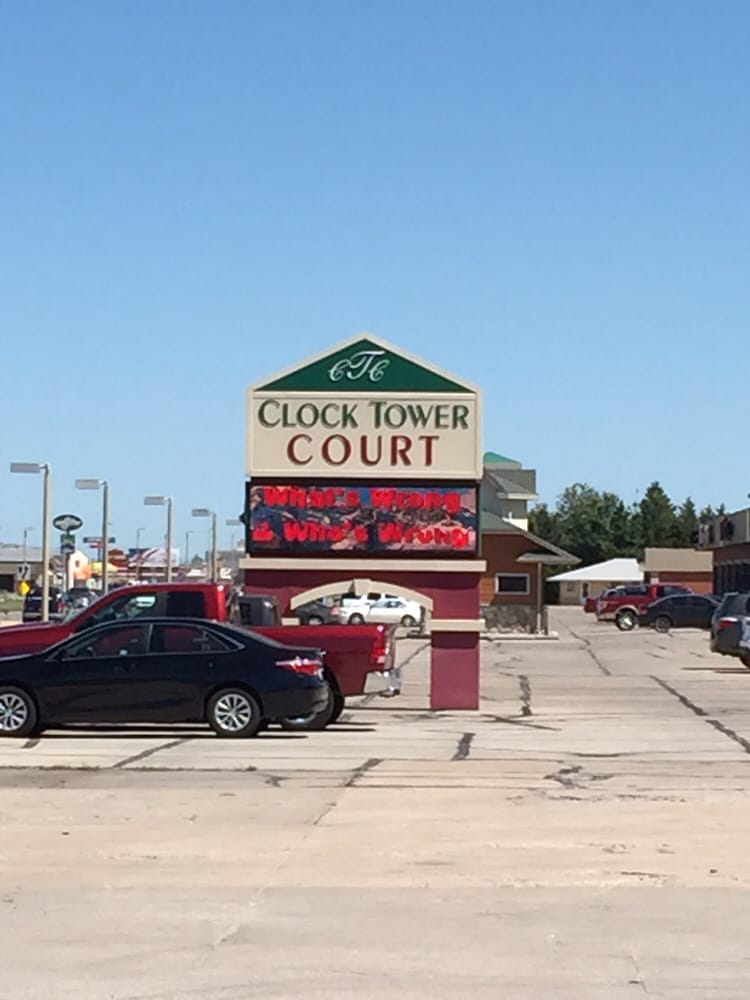 CTC
CLOCK TOWER
COURT
What's Wrong
& Who's Wrong